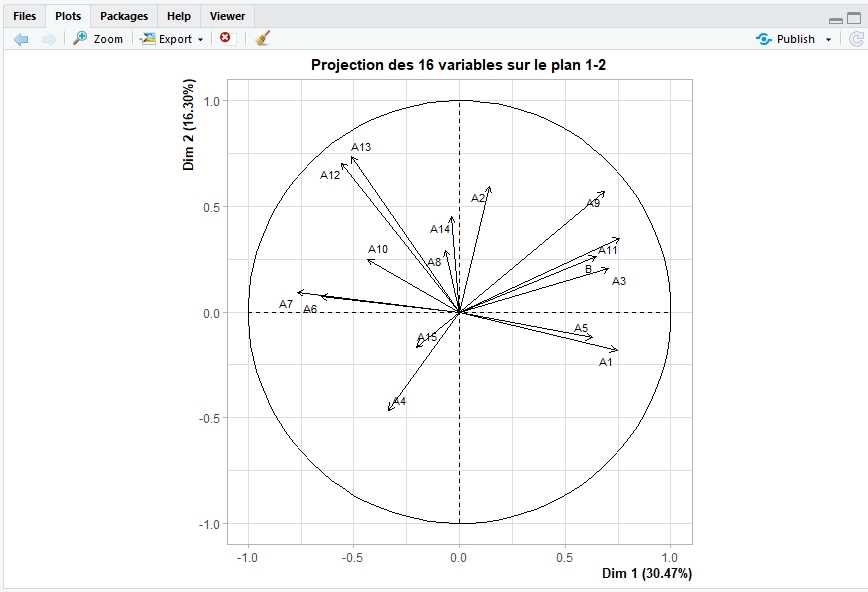 Files Plots Packages Help Viewer
Zoom Export Publish
Projection des 16 variables sur le plan 1-2
Dim 2 (16.30%)
1.0
A13
A12
A2
A9
0.5
A14
A10
A11
A8
B
A3
A7
A6
0.0
A5
A15
A1
A4
-0.5
-1.0
-1.0 -0.5 0.0 0.5 1.0
Dim 1 (30.47%)